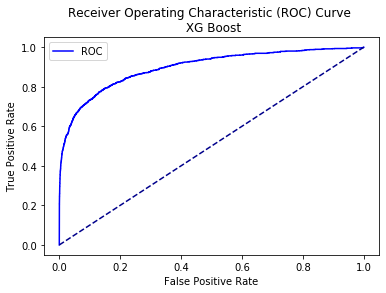 Receiver Operating Characteristic (ROC) Curve
XG Boost
ROC
True Positive Rate
1.0
0.8
0.6
0.4
0.2
0.0
0.0 0.2 0.4 0.6 0.8 1.0
False Positive Rate